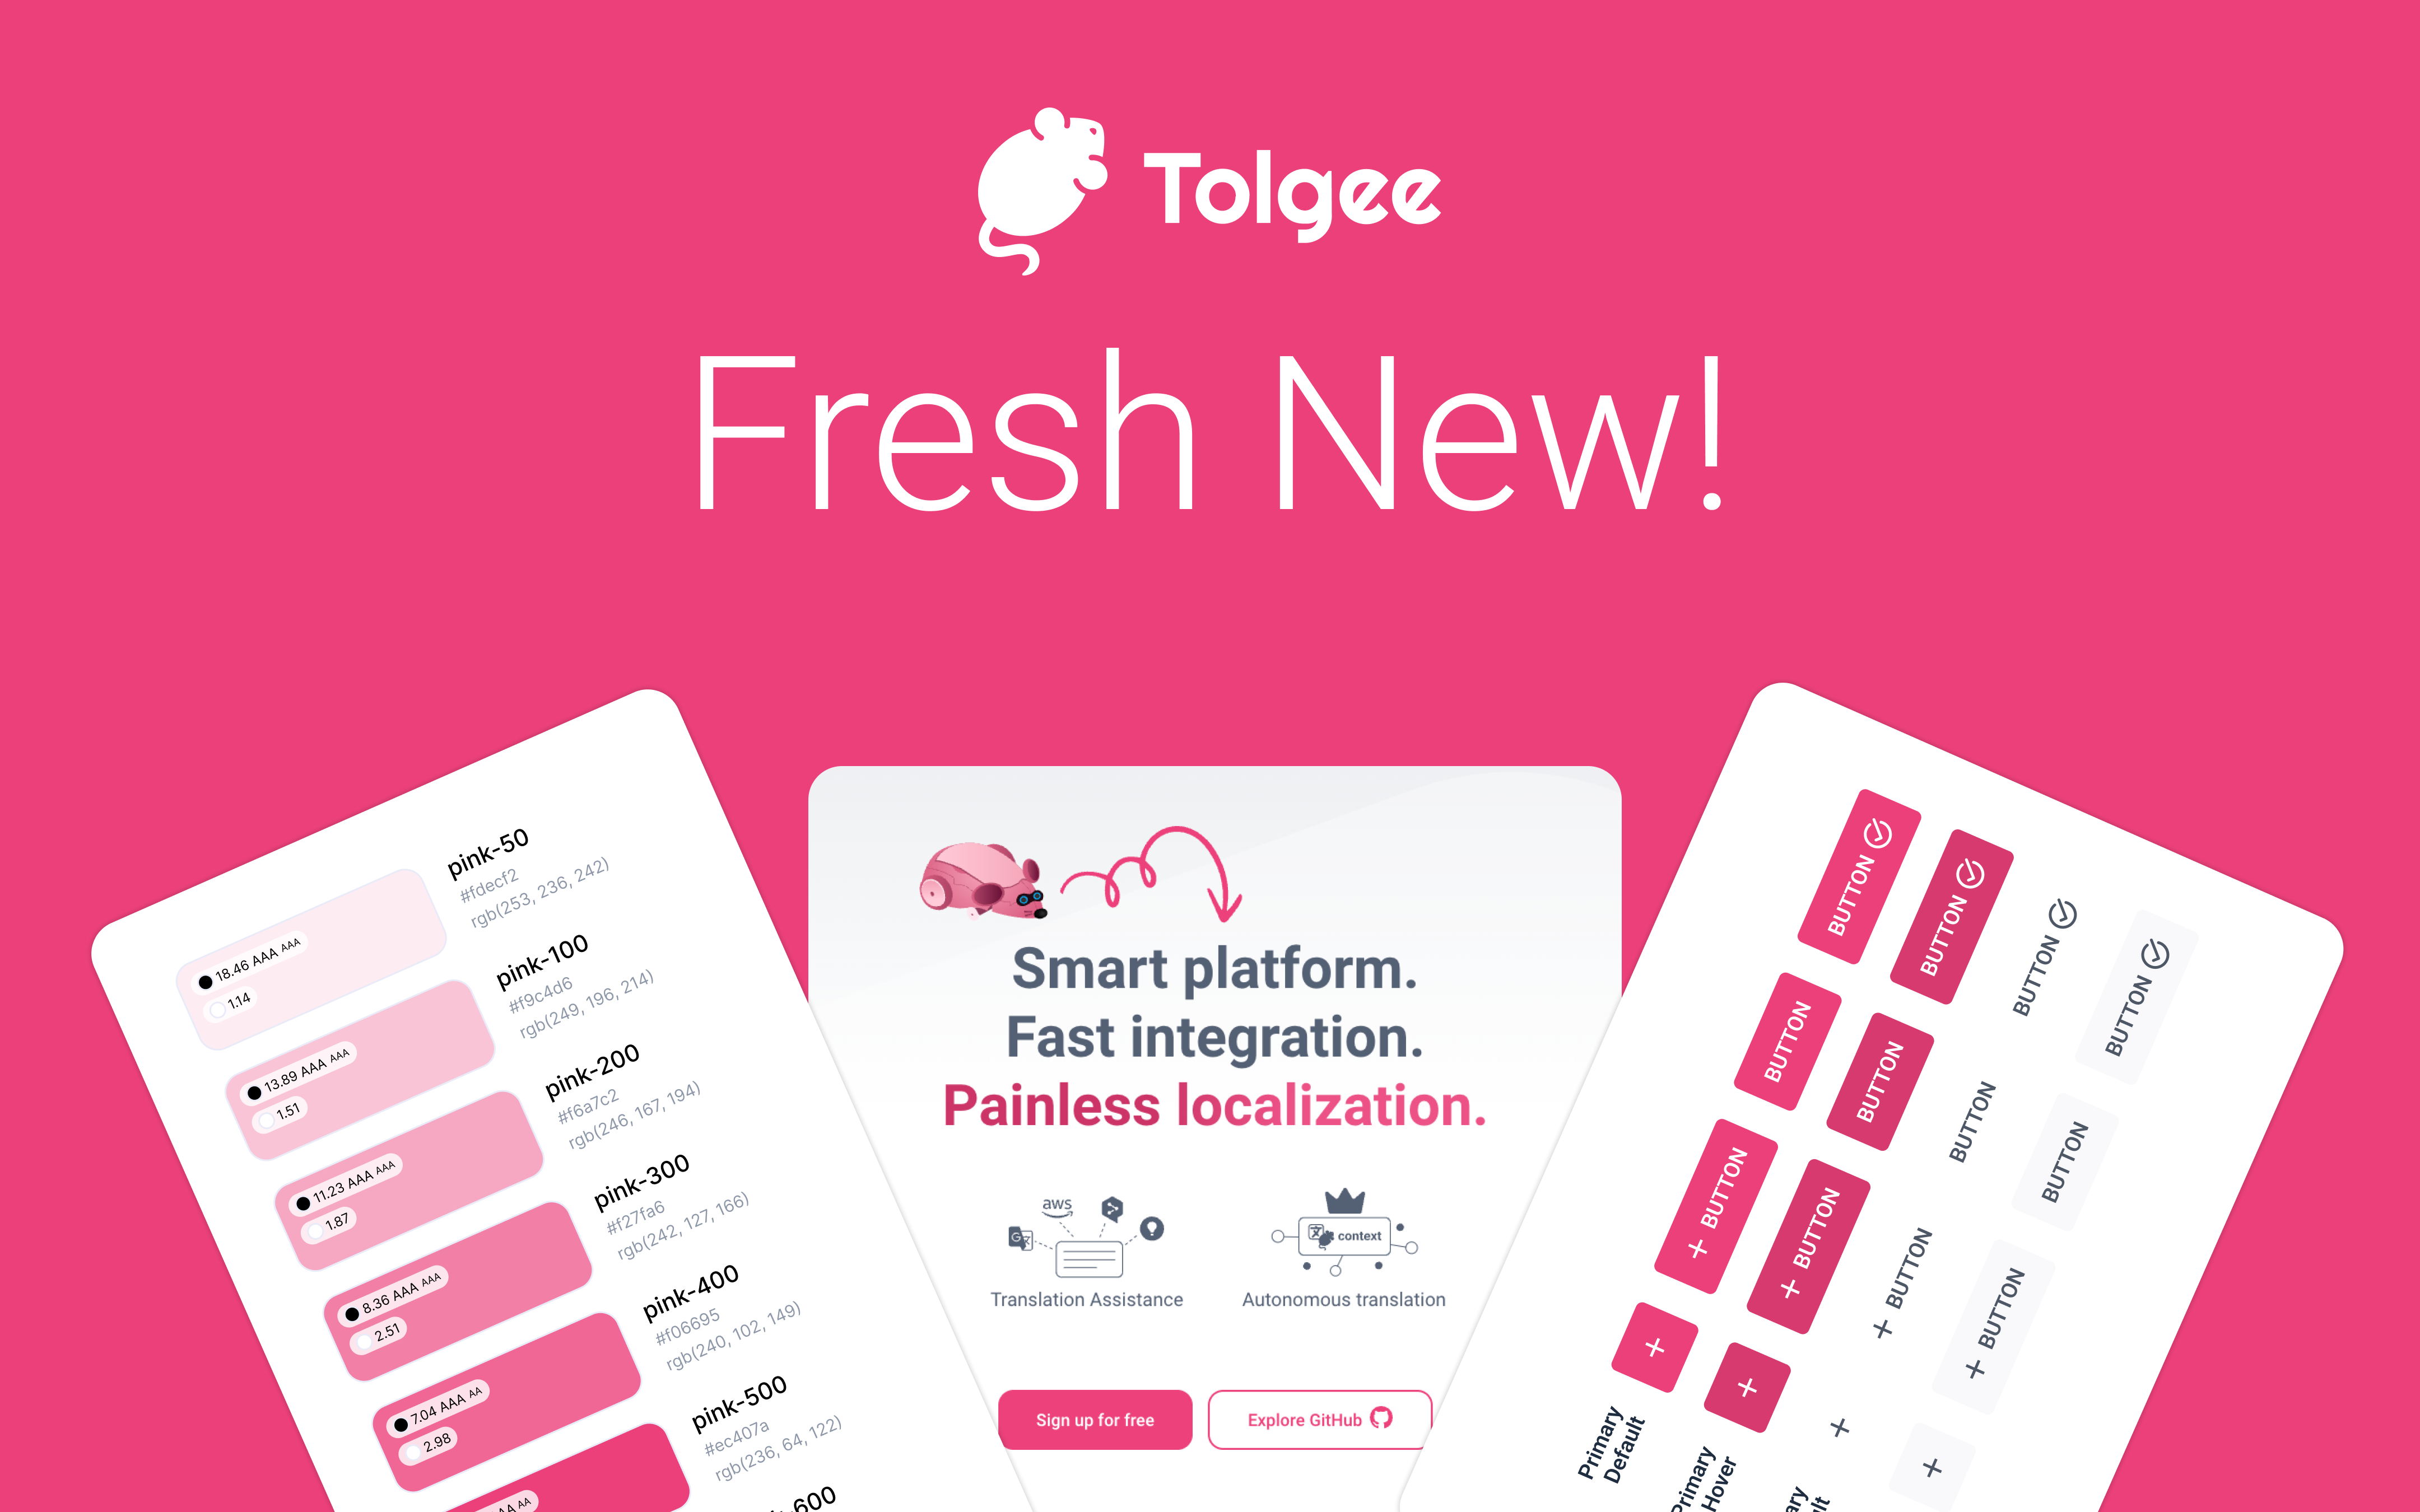 Tolgee
Fresh New!
pink-50
#fdecf2
rgb(253, 236, 242)
18.46 AAA AAA
1.14
pink-100
#f9c4d6
rgb(249, 196, 214)
13.89 AAA AAA
1.51
pink-200
#f6a7c2
rgb(246, 167, 194)
11.23 AAA AAA
1.87
pink-300
#f27fa6
rgb(242, 127, 166)
8.36 AAA AAA
2.51
pink-400
#f06695
rgb(240, 102, 149)
7.04 AAA AA
2.98
pink-500
#ec407a
rgb(236, 64, 122)
AA
-600
Smart platform.
Fast integration.
Painless localization.
aws
G
文
context
Translation Assistance
Autonomous translation
Sign up for free
Explore GitHub
BUTTON
BUTTON
BUTTON
BUTTON
BUTTON
BUTTON
BUTTON
BUTTON
+ BUTTON
+ BUTTON
+ BUTTON
+ BUTTON
+
+
+
+
Primary
Default
Primary
Hover